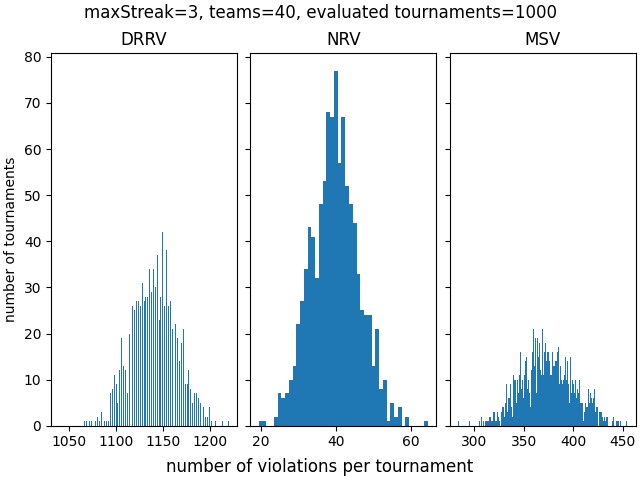 maxStreak=3, teams=40, evaluated tournaments=1000
DRRV
NRV
MSV
number of tournaments
80
70
60
50
40
30
20
10
0
1050 1100 1150 1200
20 40 60
300 350 400 450
number of violations per tournament